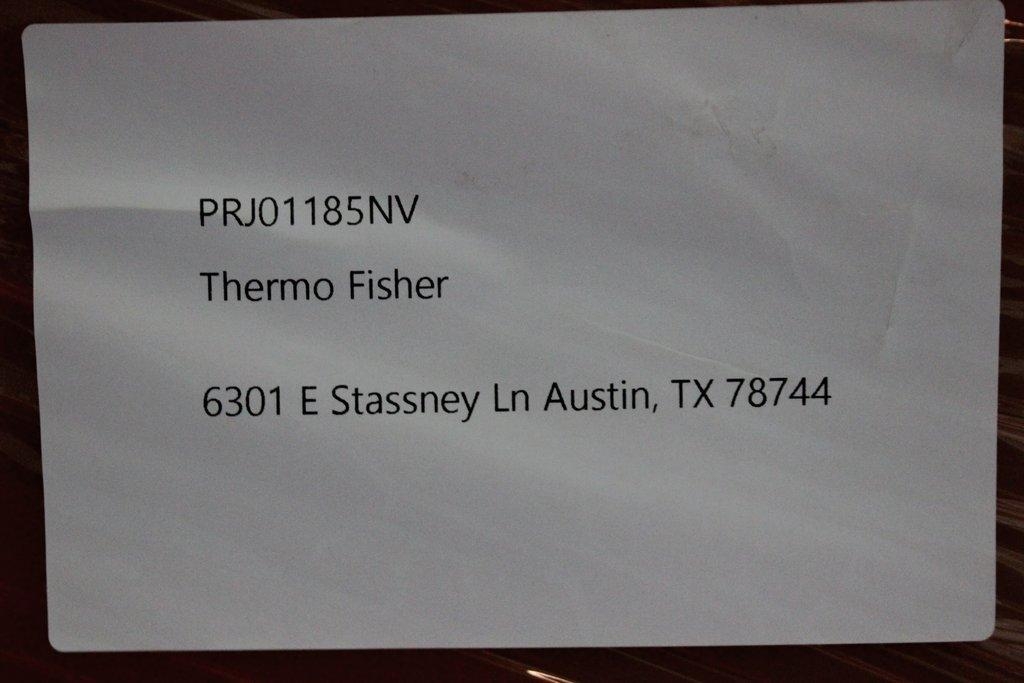 PRJ01185NV
Thermo Fisher
6301 E Stassney Ln Austin, TX 78744